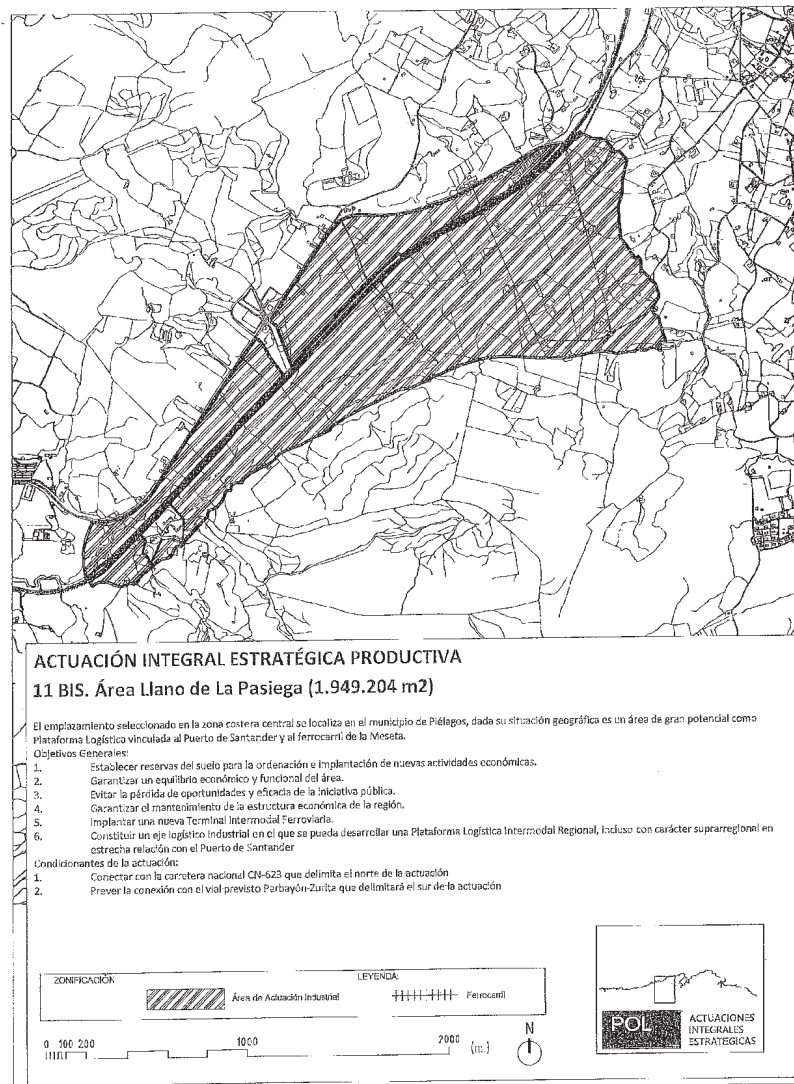 ACTUACIÓN INTEGRAL ESTRATÉGICA PRODUCTIVA
11 BIS. Área Llano de La Pasiega (1.949.204 m2)
El emplazamiento seleccionado en la zona costera central se localiza en el municipio de Piélagos, dada su situación geográfica es un área de gran potencial como
Plataforma Logística vinculada al Puerto de Santander y al ferrocarril de la Meseta.
Objetivos Generales:
1. Establecer reservas del suelo para la ordenación e implantación de nuevas actividades económicas.
2. Garantizar un equilibrio económico y funcional del área.
3. Evitar la pérdida de oportunidades y eficacia de la iniciativa pública.
4. Garantizar el mantenimiento de la estructura económica de la región.
5. Implantar una nueva Terminal Intermodal Ferroviaria.
6. Constituir un eje logístico industrial en el que se pueda desarrollar una Plataforma Logística Intermodal Regional, incluso con carácter suprarregional en
estrecha relación con el Puerto de Santander
Condicionantes de la actuación:
1. Conectar con la carretera nacional CN-623 que delimita el norte de la actuación
2. Prever la conexión con el vial previsto Parbayón-Zurita que delimitará el sur de la actuación
ZONIFICACIÓN
LEYENDA:
Área de Actuación Industrial
Ferrocarril
0 100 200 1000 2000 (m.)
N
POL
ACTUACIONES
INTEGRALES
ESTRATEGICAS